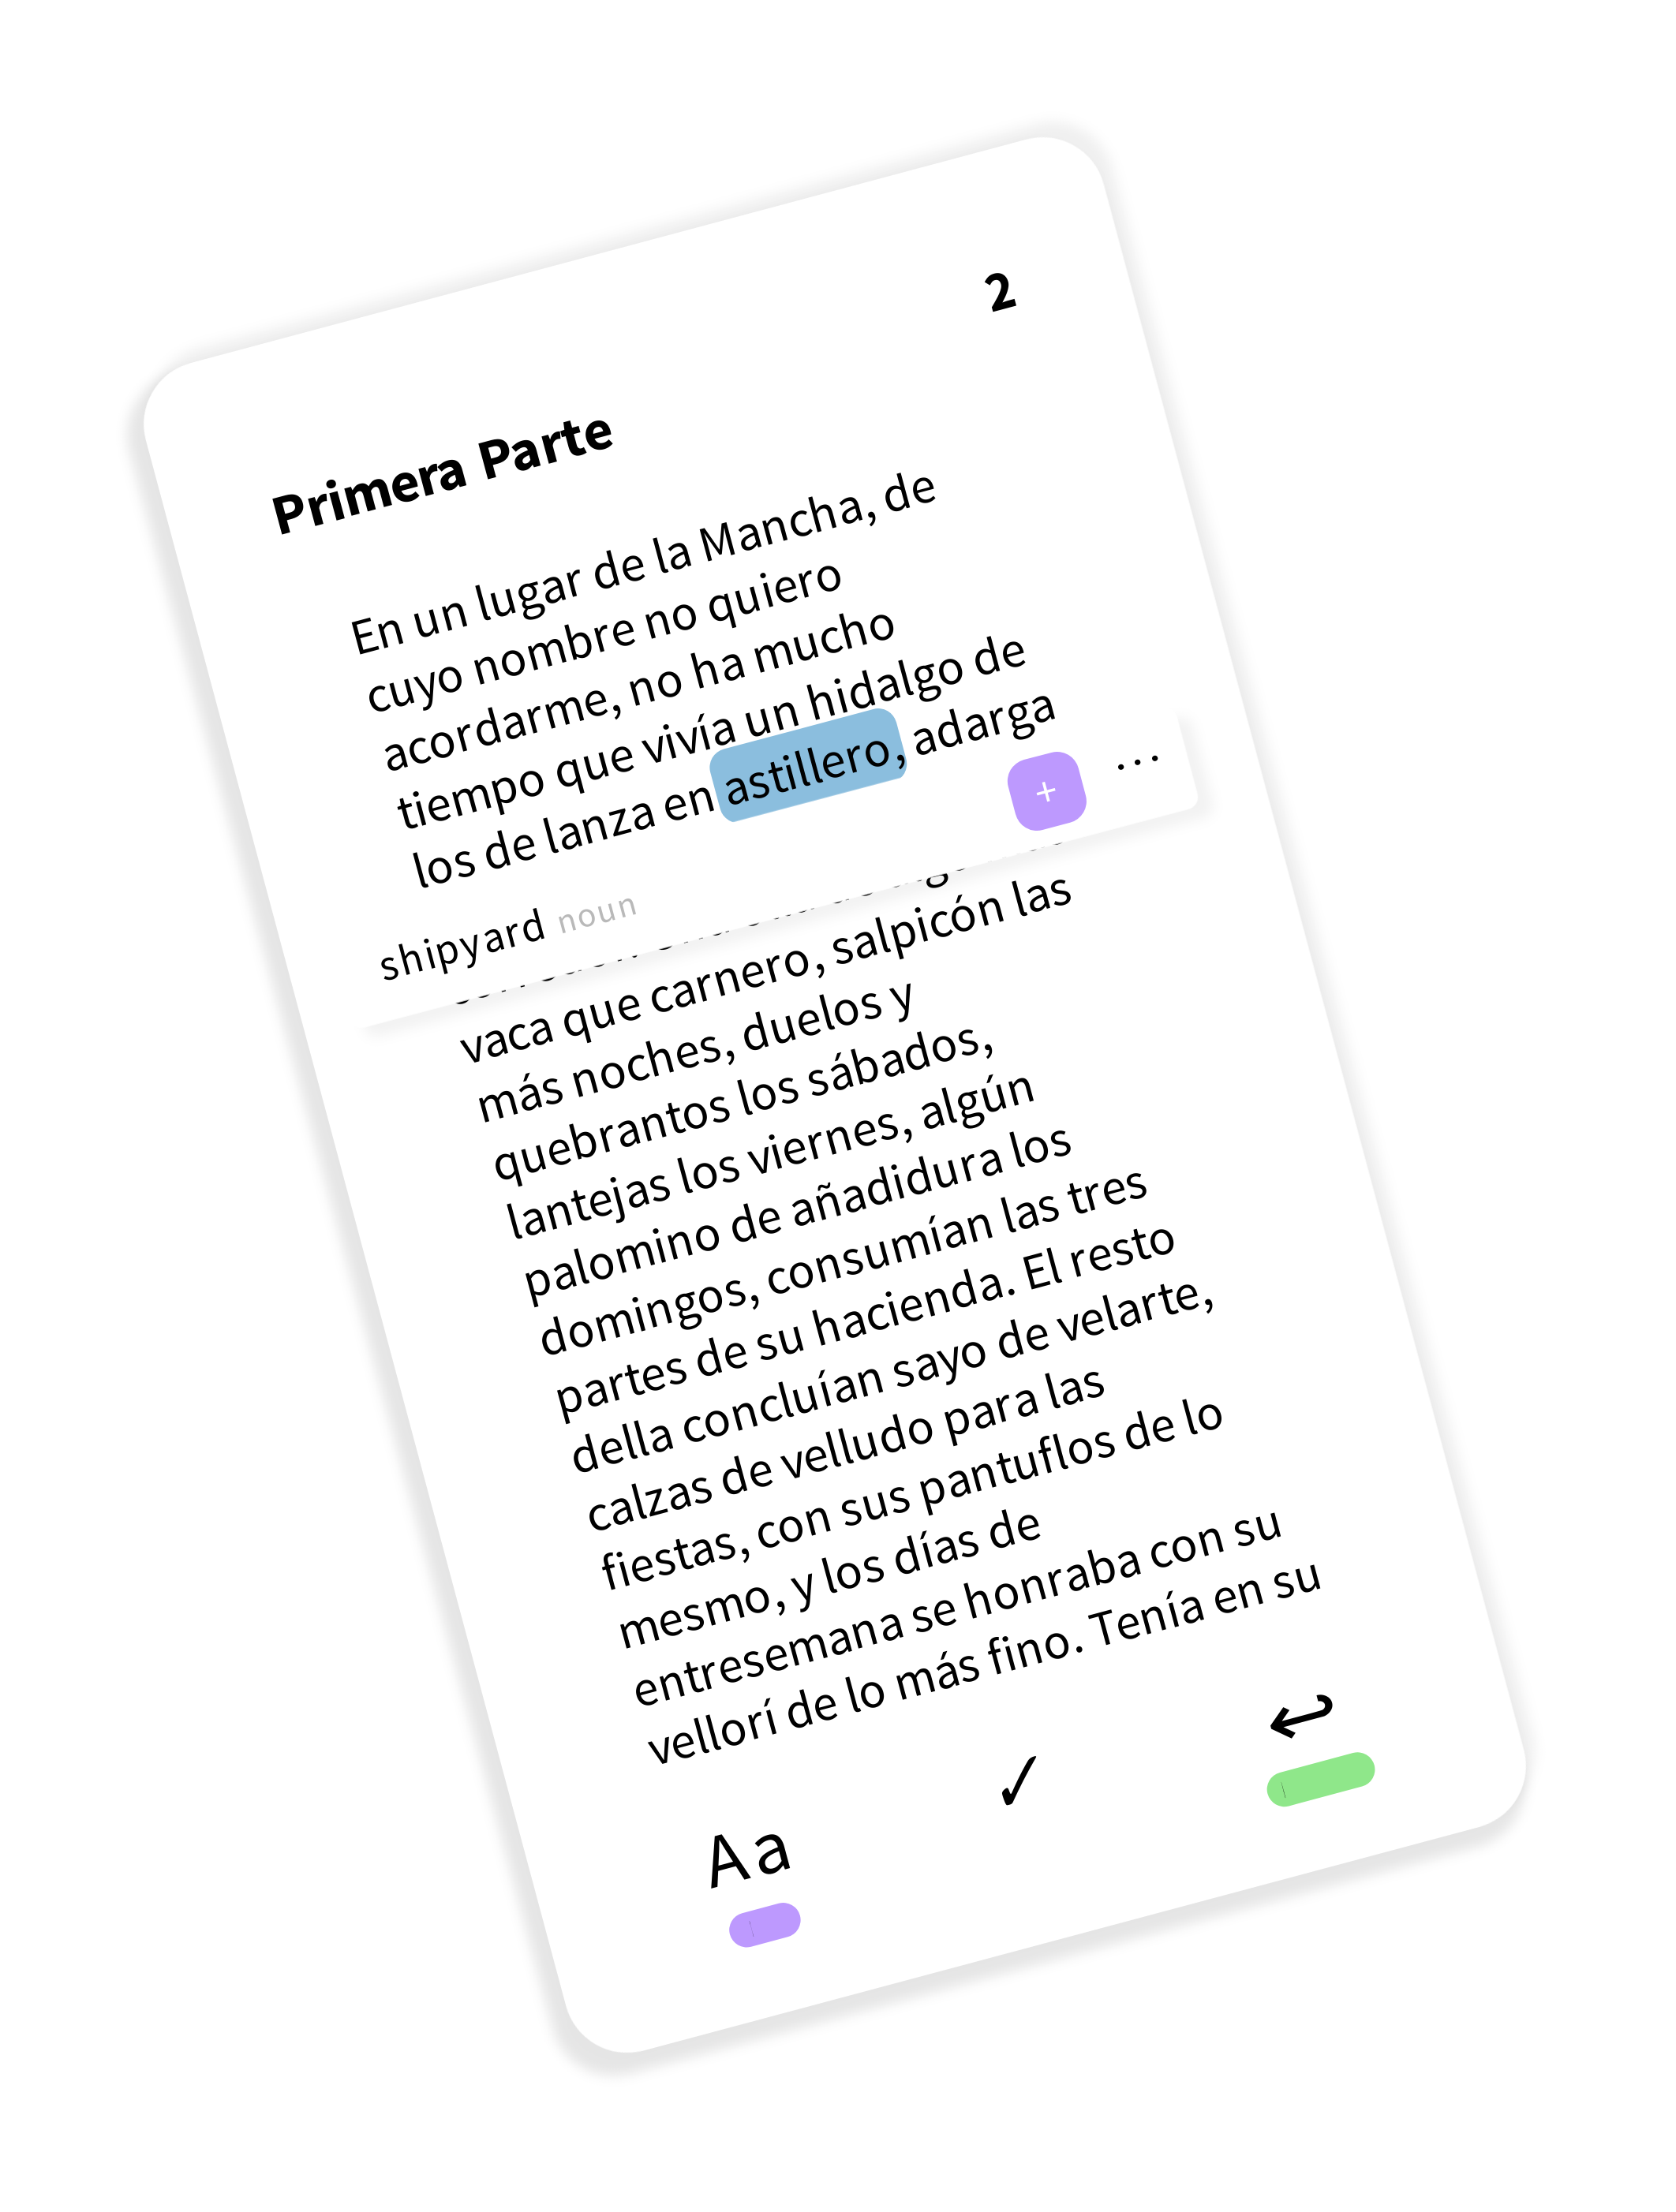 2
Primera Parte
En un lugar de la Mancha, de
cuyo nombre no quiero
acordarme, no ha mucho
tiempo que vivía un hidalgo de
los de lanza en astillero, adarga
+ ...
shipyard noun
vaca que carnero, salpicón las
más noches, duelos y
quebrantos los sábados,
lantejas los viernes, algún
palomino de añadidura los
domingos, consumían las tres
partes de su hacienda. El resto
della concluían sayo de velarte,
calzas de velludo para las
fiestas, con sus pantuflos de lo
mesmo, y los días de
entresemana se honraba con su
vellorí de lo más fino. Tenía en su
Aa